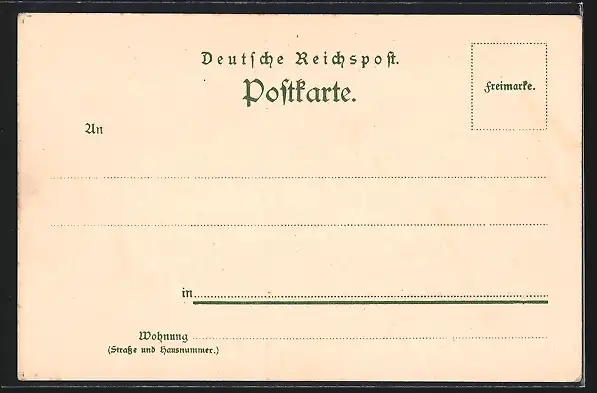 Deutſche Reichspoſt.
Poſtkarte.
Freimarke.
An
in
Wohnung
(Straße und Hausnummer.)